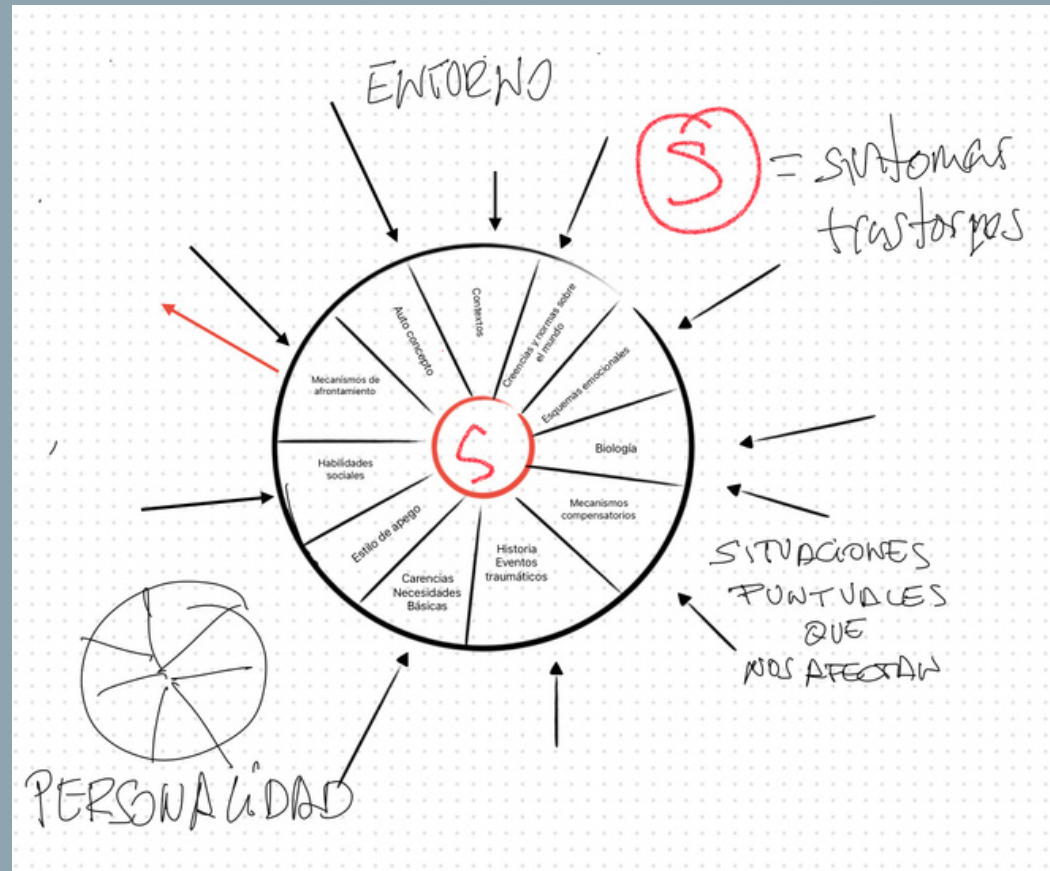 ENTORNO
S = síntomas
trastornos
Contextos
Creencias y normas sobre
el mundo
Auto concepto
Esquemas emocionales
Mecanismos de
afrontamiento
Biología
S
Habilidades
sociales
Mecanismos
compensatorios
Estilo de apego
Historia
Eventos
traumáticos
Carencias
Necesidades
Básicas
SITUACIONES
PUNTUALES
QUE
NOS AFECTAN
PERSONALIDAD